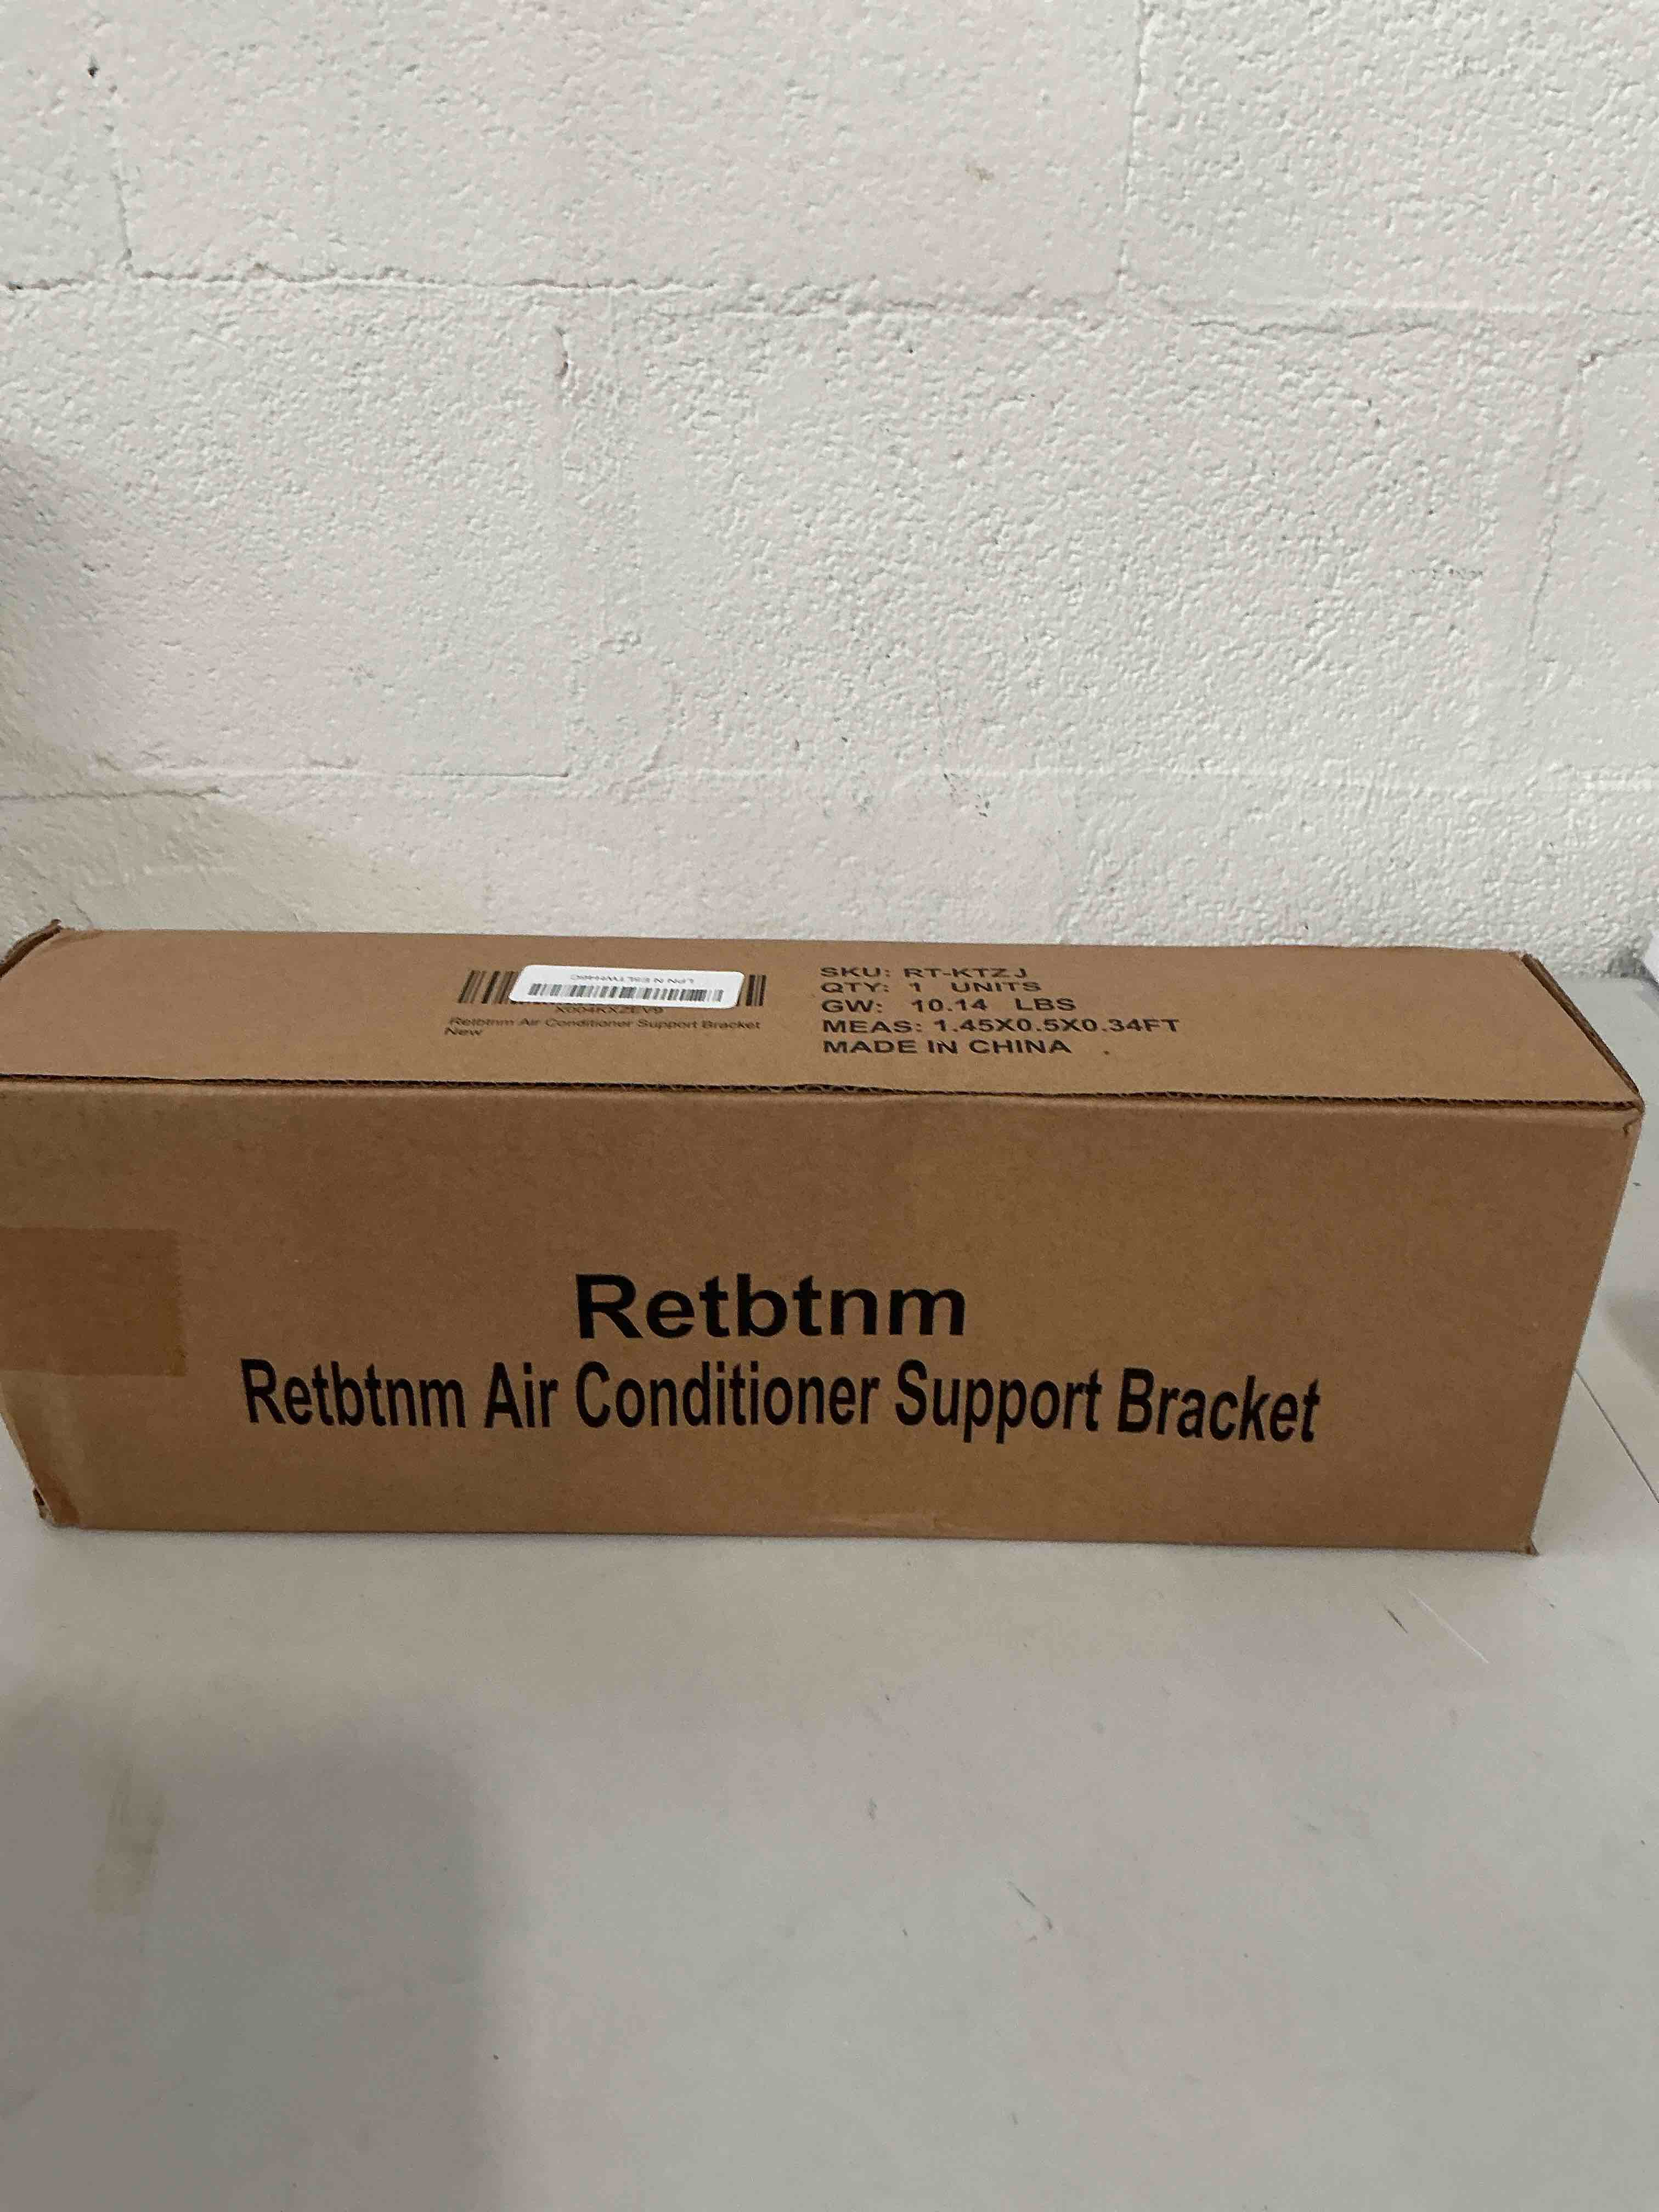 SKU: RT-KTZJ
QTY: 1 UNITS
GW: 10.14 LBS
MEAS: 1.45X0.5X0.34FT
MADE IN CHINA
X004KXZEV9
Retbtnm Air Conditioner Support Bracket
New
Retbtnm
Retbtnm Air Conditioner Support Bracket